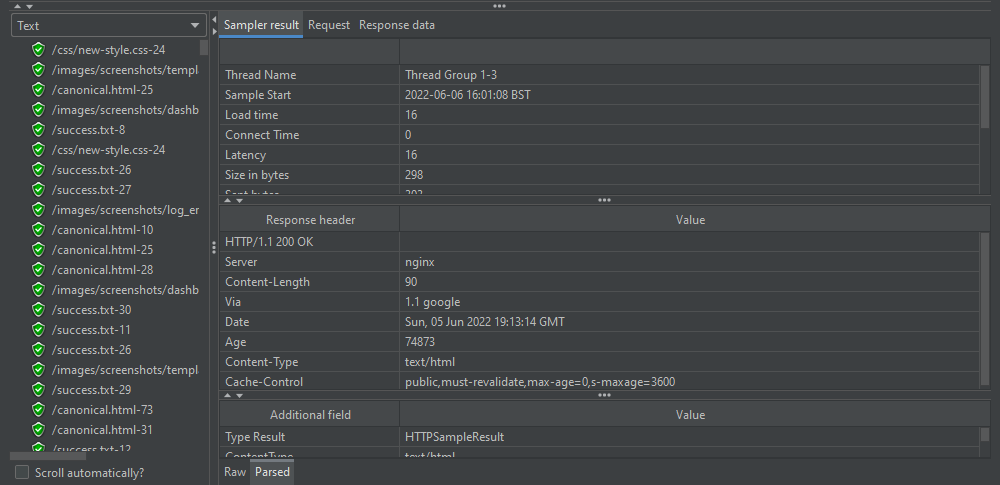 Text
/css/new-style.css-24
/images/screenshots/templa
/canonical.html-25
/images/screenshots/dashb
/success.txt-8
/css/new-style.css-24
/success.txt-26
/success.txt-27
/images/screenshots/log_er
/canonical.html-10
/canonical.html-25
/canonical.html-28
/images/screenshots/dashb
/success.txt-30
/success.txt-11
/success.txt-26
/images/screenshots/templa
/success.txt-29
/canonical.html-73
/canonical.html-31
/success.txt-12
Scroll automatically?
Sampler result Request Response data
Thread Name Thread Group 1-3
Sample Start 2022-06-06 16:01:08 BST
Load time 16
Connect Time 0
Latency 16
Size in bytes 298
Sent bytes
Response header Value
HTTP/1.1 200 OK
Server nginx
Content-Length 90
Via 1.1 google
Date Sun, 05 Jun 2022 19:13:14 GMT
Age 74873
Content-Type text/html
Cache-Control public,must-revalidate,max-age=0,s-maxage=3600
Additional field Value
Type Result HTTPSampleResult
ContentType text/html
Raw Parsed